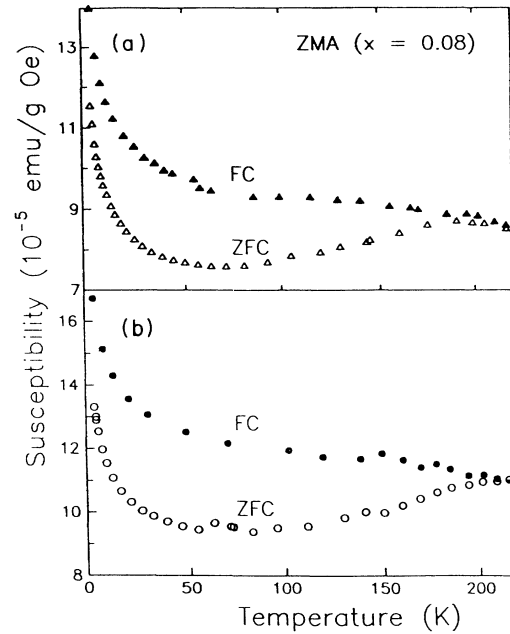 13
(a)
ZMA (x = 0.08)
11
FC
9
ZFC
7
Susceptibility (10⁻⁵ emu/g Oe)
16
(b)
14
FC
12
10
ZFC
8
0
50
100
150
200
Temperature (K)